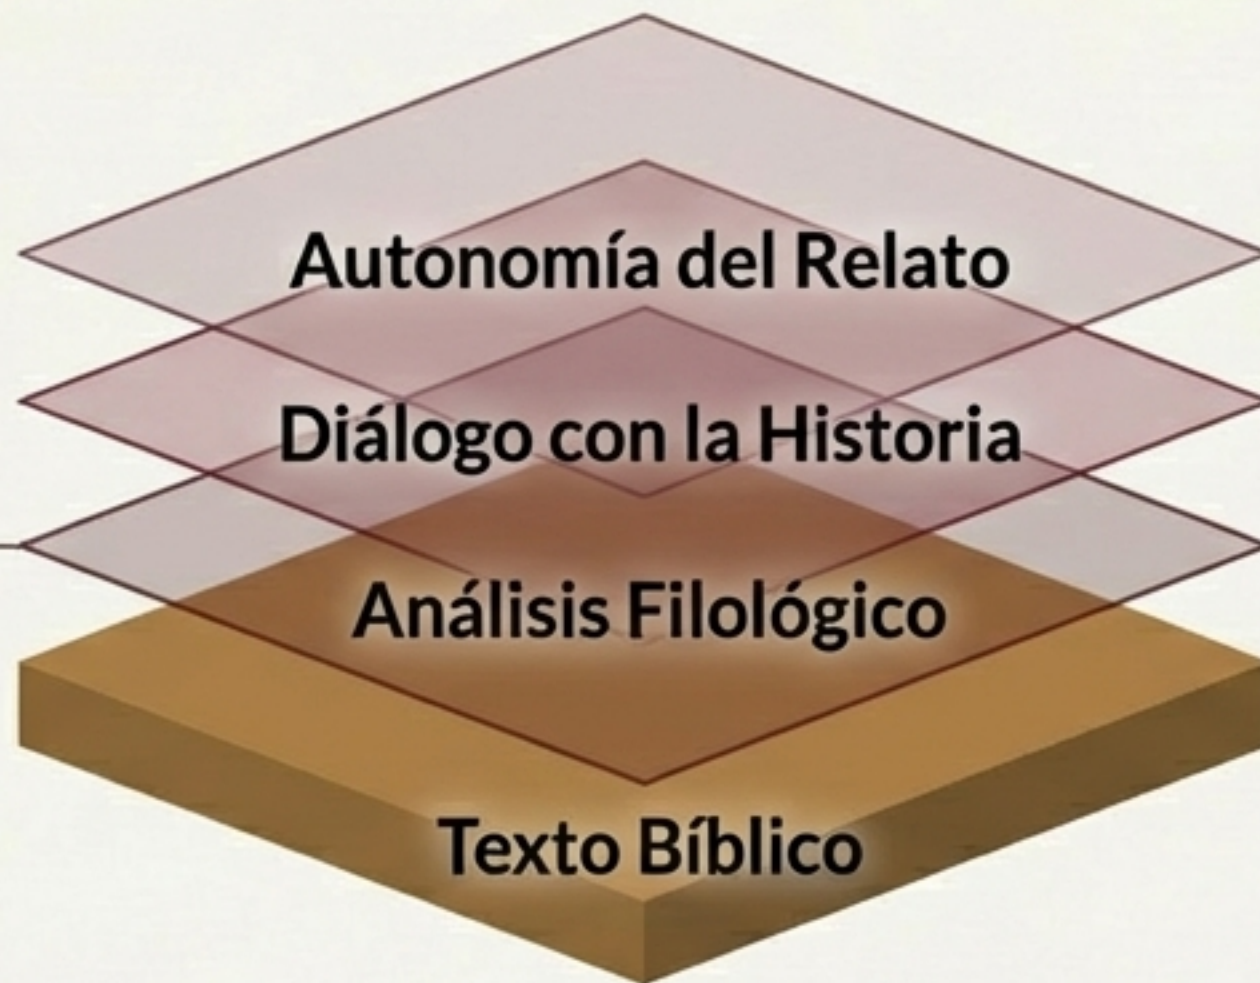 Autonomía del Relato
Diálogo con la Historia
Análisis Filológico
Texto Bíblico